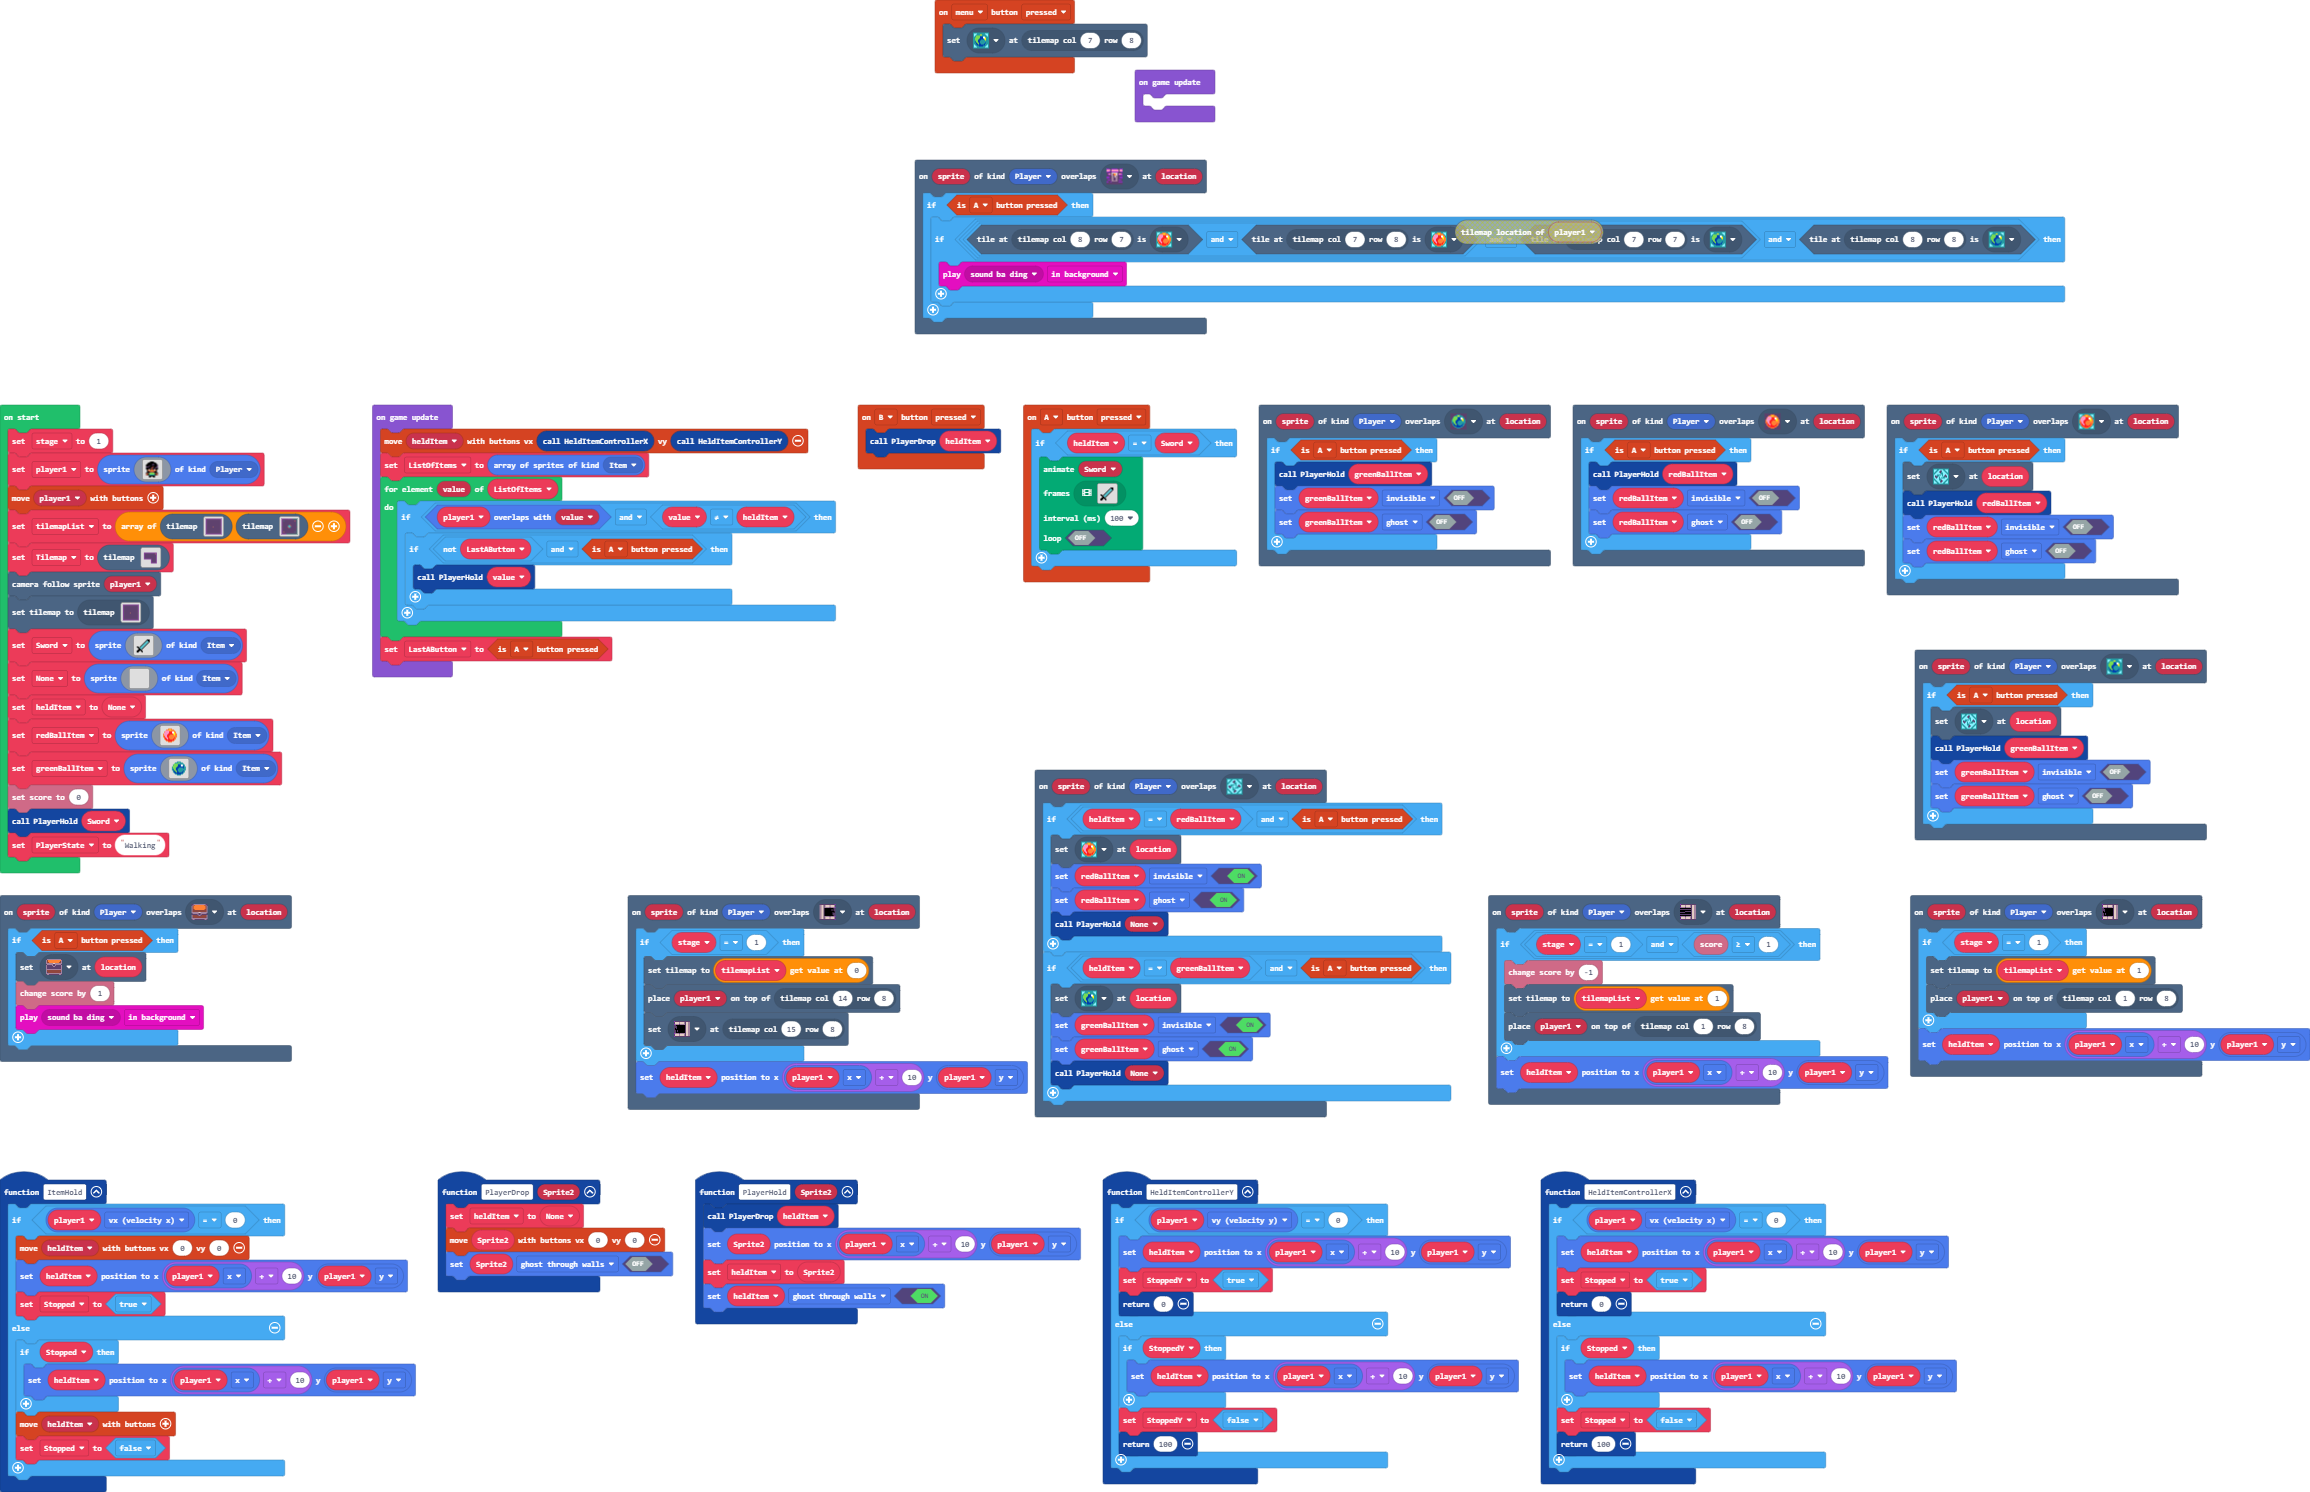 on menu button pressed
set at tilemap col 7 row 8
on game update
on sprite of kind Player overlaps at location
if is A button pressed then
if tile at tilemap col 8 row 7 is and tile at tilemap col 7 row 8 is tilemap location of player1 col 7 row 7 is and tile at tilemap col 8 row 8 is then
play sound ba ding in background
on start
set stage to 1
set player1 to sprite of kind Player
move player1 with buttons
set tilemapList to array of tilemap tilemap
set Tilemap to tilemap
camera follow sprite player1
set tilemap to tilemap
set Sword to sprite of kind Item
set None to sprite of kind Item
set heldItem to None
set redBallItem to sprite of kind Item
set greenBallItem to sprite of kind Item
set score to 0
call PlayerHold Sword
set PlayerState to "Walking"
on game update
move heldItem with buttons vx call HeldItemControllerX vy call HeldItemControllerY
set ListOfItems to array of sprites of kind Item
for element value of ListOfItems
do if player1 overlaps with value and value ≠ heldItem then
if not LastAButton and is A button pressed then
call PlayerHold value
set LastAButton to is A button pressed
on B button pressed
call PlayerDrop heldItem
on A button pressed
if heldItem = Sword then
animate Sword
frames
interval (ms) 100
loop OFF
on sprite of kind Player overlaps at location
if is A button pressed then
call PlayerHold greenBallItem
set greenBallItem invisible OFF
set greenBallItem ghost OFF
on sprite of kind Player overlaps at location
if is A button pressed then
call PlayerHold redBallItem
set redBallItem invisible OFF
set redBallItem ghost OFF
on sprite of kind Player overlaps at location
if is A button pressed then
set at location
call PlayerHold redBallItem
set redBallItem invisible OFF
set redBallItem ghost OFF
on sprite of kind Player overlaps at location
if is A button pressed then
set at location
call PlayerHold greenBallItem
set greenBallItem invisible OFF
set greenBallItem ghost OFF
on sprite of kind Player overlaps at location
if heldItem = redBallItem and is A button pressed then
set at location
set redBallItem invisible ON
set redBallItem ghost ON
call PlayerHold None
if heldItem = greenBallItem and is A button pressed then
set at location
set greenBallItem invisible ON
set greenBallItem ghost ON
call PlayerHold None
on sprite of kind Player overlaps at location
if is A button pressed then
set at location
change score by 1
play sound ba ding in background
on sprite of kind Player overlaps at location
if stage = 1 then
set tilemap to tilemapList get value at 0
place player1 on top of tilemap col 14 row 8
set at tilemap col 15 row 8
set heldItem position to x player1 x + 10 y player1 y
on sprite of kind Player overlaps at location
if stage = 1 and score ≥ 1 then
change score by -1
set tilemap to tilemapList get value at 1
place player1 on top of tilemap col 1 row 8
set heldItem position to x player1 x + 10 y player1 y
on sprite of kind Player overlaps at location
if stage = 1 then
set tilemap to tilemapList get value at 1
place player1 on top of tilemap col 1 row 8
set heldItem position to x player1 x + 10 y player1 y
function ItemHold
if player1 vx (velocity x) = 0 then
move heldItem with buttons vx 0 vy 0
set heldItem position to x player1 x + 10 y player1 y
set Stopped to true
else
if Stopped then
set heldItem position to x player1 x + 10 y player1 y
move heldItem with buttons
set Stopped to false
function PlayerDrop Sprite2
set heldItem to None
move Sprite2 with buttons vx 0 vy 0
set Sprite2 ghost through walls OFF
function PlayerHold Sprite2
call PlayerDrop heldItem
set Sprite2 position to x player1 x + 10 y player1 y
set heldItem to Sprite2
set heldItem ghost through walls ON
function HeldItemControllerY
if player1 vy (velocity y) = 0 then
set heldItem position to x player1 x + 10 y player1 y
set StoppedY to true
return 0
else
if StoppedY then
set heldItem position to x player1 x + 10 y player1 y
set StoppedY to false
return 100
function HeldItemControllerX
if player1 vx (velocity x) = 0 then
set heldItem position to x player1 x + 10 y player1 y
set Stopped to true
return 0
else
if Stopped then
set heldItem position to x player1 x + 10 y player1 y
set Stopped to false
return 100